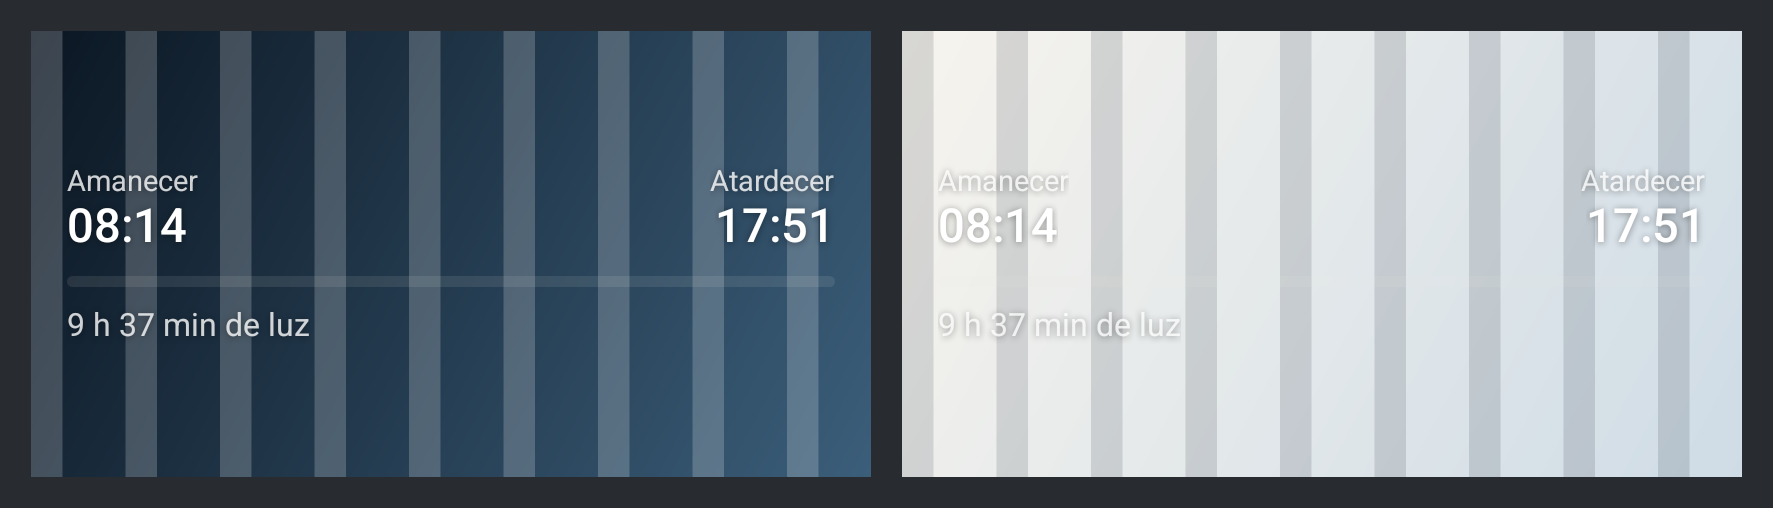 Amanecer
Atardecer
08:14
17:51
9 h 37 min de luz
Amanecer
Atardecer
08:14
17:51
9 h 37 min de luz